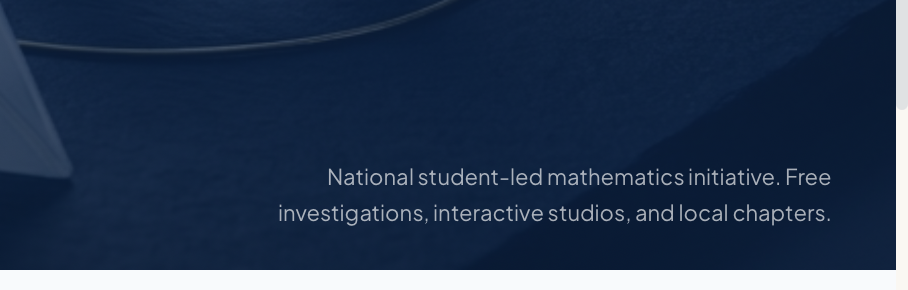 National student-led mathematics initiative. Free
investigations, interactive studios, and local chapters.